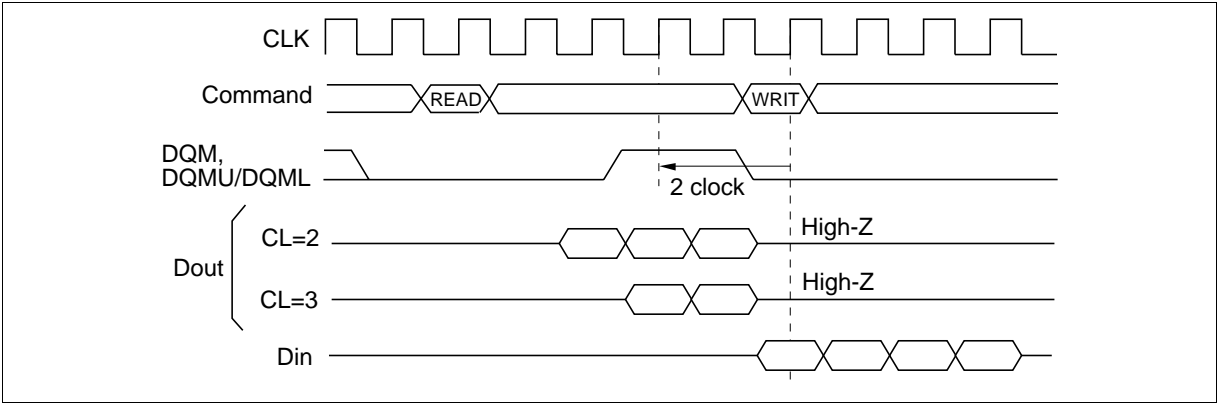 CLK
Command
READ
WRIT
DQM,
DQMU/DQML
2 clock
CL=2
High-Z
Dout
CL=3
High-Z
Din